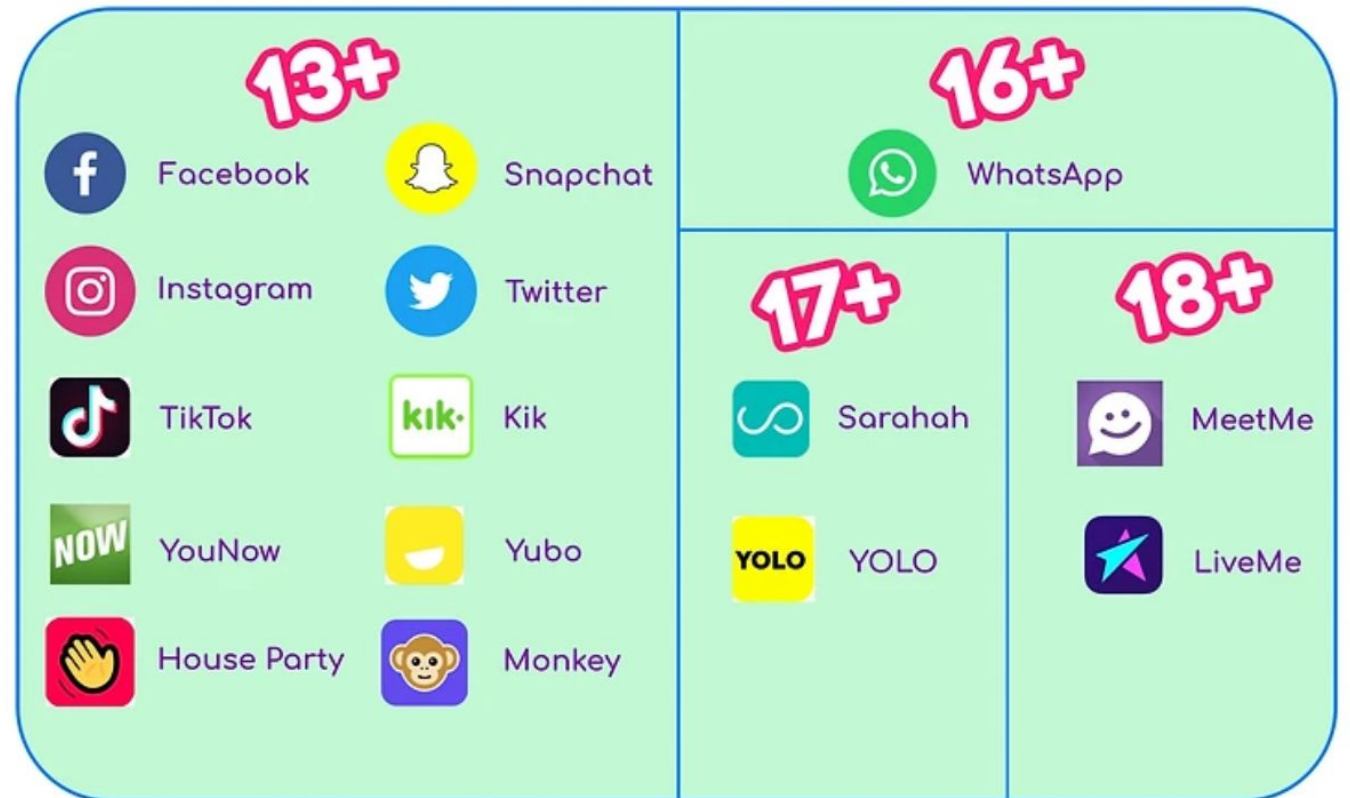 13+
Facebook
Snapchat
Instagram
Twitter
TikTok
kik·
Kik
NOW
YouNow
Yubo
House Party
Monkey
16+
WhatsApp
17+
Sarahah
YOLO
YOLO
18+
MeetMe
LiveMe